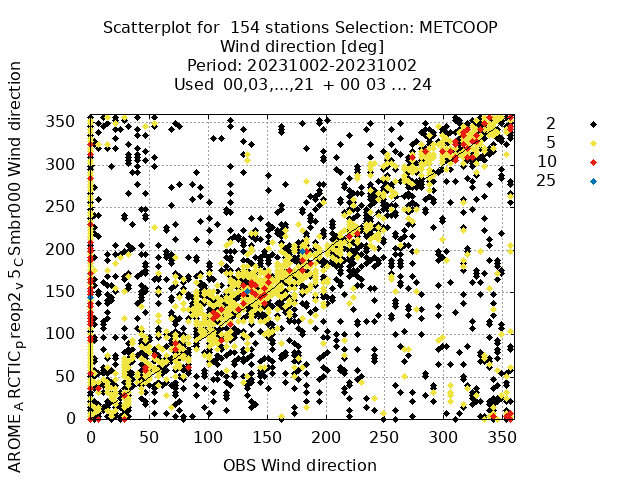 Scatterplot for 154 stations Selection: METCOOP
Wind direction [deg]
Period: 20231002-20231002
Used 00,03,...,21 + 00 03 ... 24
AROME_ARCTIC_preop2_v5_CSmbr000 Wind direction
350
300
250
200
150
100
50
0
0 50 100 150 200 250 300 350
OBS Wind direction
2
5
10
25